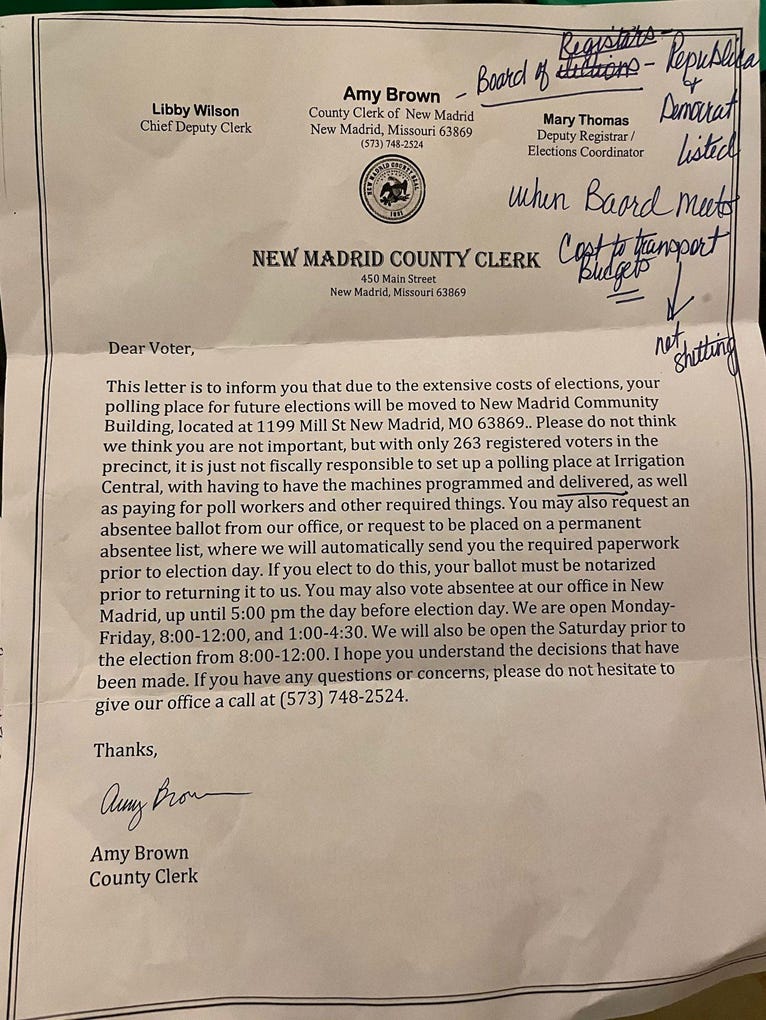 Registars -
Board of elections - Republica
&
Democrat
listed
Libby Wilson
Chief Deputy Clerk
Amy Brown -
County Clerk of New Madrid
New Madrid, Missouri 63869
(573) 748-2524
Mary Thomas
Deputy Registrar /
Elections Coordinator
NEW MADRID COUNTY SEAL
when Baord meets
Cost to transport
Budgets
not
shitting
NEW MADRID COUNTY CLERK
450 Main Street
New Madrid, Missouri 63869
Dear Voter,
This letter is to inform you that due to the extensive costs of elections, your
polling place for future elections will be moved to New Madrid Community
Building, located at 1199 Mill St New Madrid, MO 63869.. Please do not think
we think you are not important, but with only 263 registered voters in the
precinct, it is just not fiscally responsible to set up a polling place at Irrigation
Central, with having to have the machines programmed and delivered, as well
as paying for poll workers and other required things. You may also request an
absentee ballot from our office, or request to be placed on a permanent
absentee list, where we will automatically send you the required paperwork
prior to election day. If you elect to do this, your ballot must be notarized
prior to returning it to us. You may also vote absentee at our office in New
Madrid, up until 5:00 pm the day before election day. We are open Monday-
Friday, 8:00-12:00, and 1:00-4:30. We will also be open the Saturday prior to
the election from 8:00-12:00. I hope you understand the decisions that have
been made. If you have any questions or concerns, please do not hesitate to
give our office a call at (573) 748-2524.
Thanks,
Amy Brown
Amy Brown
County Clerk